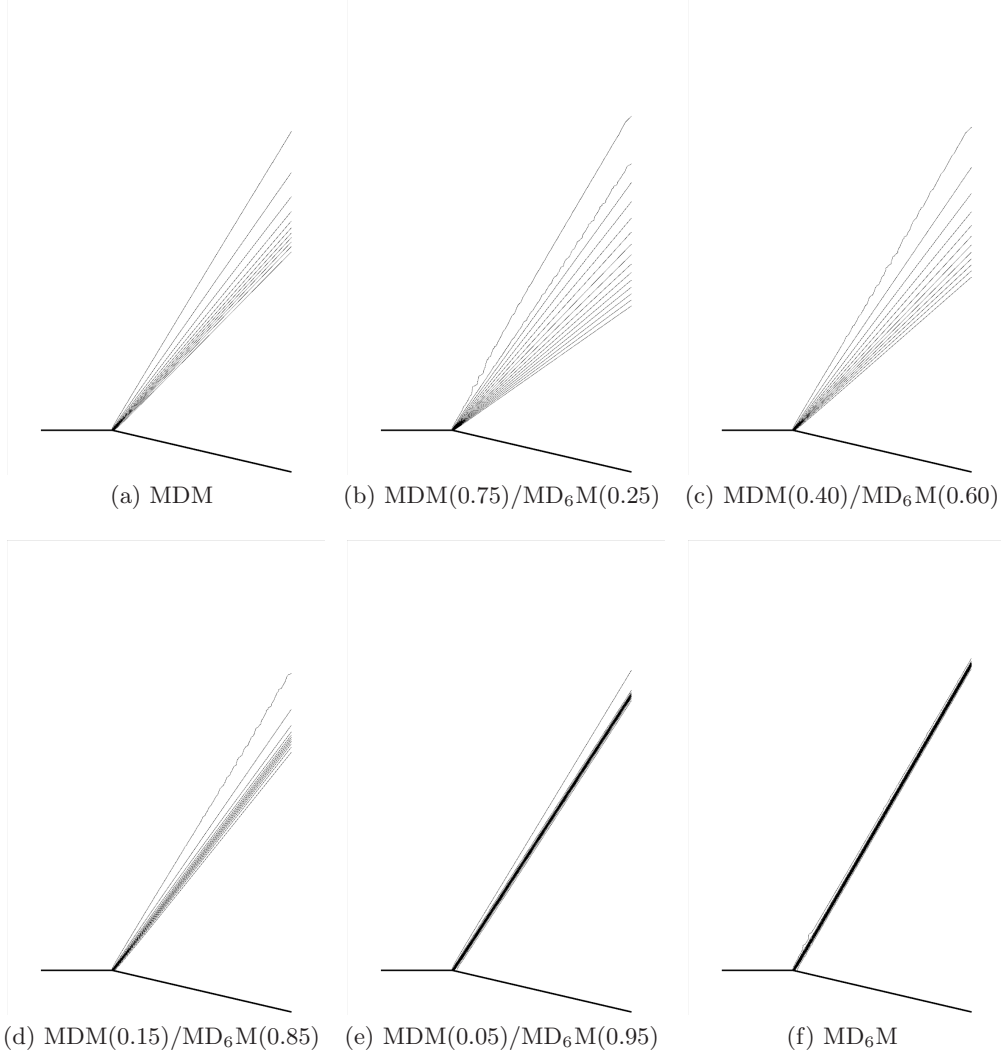 (a) MDM
(b) MDM(0.75)/MD₆M(0.25)
(c) MDM(0.40)/MD₆M(0.60)
(d) MDM(0.15)/MD₆M(0.85)
(e) MDM(0.05)/MD₆M(0.95)
(f) MD₆M